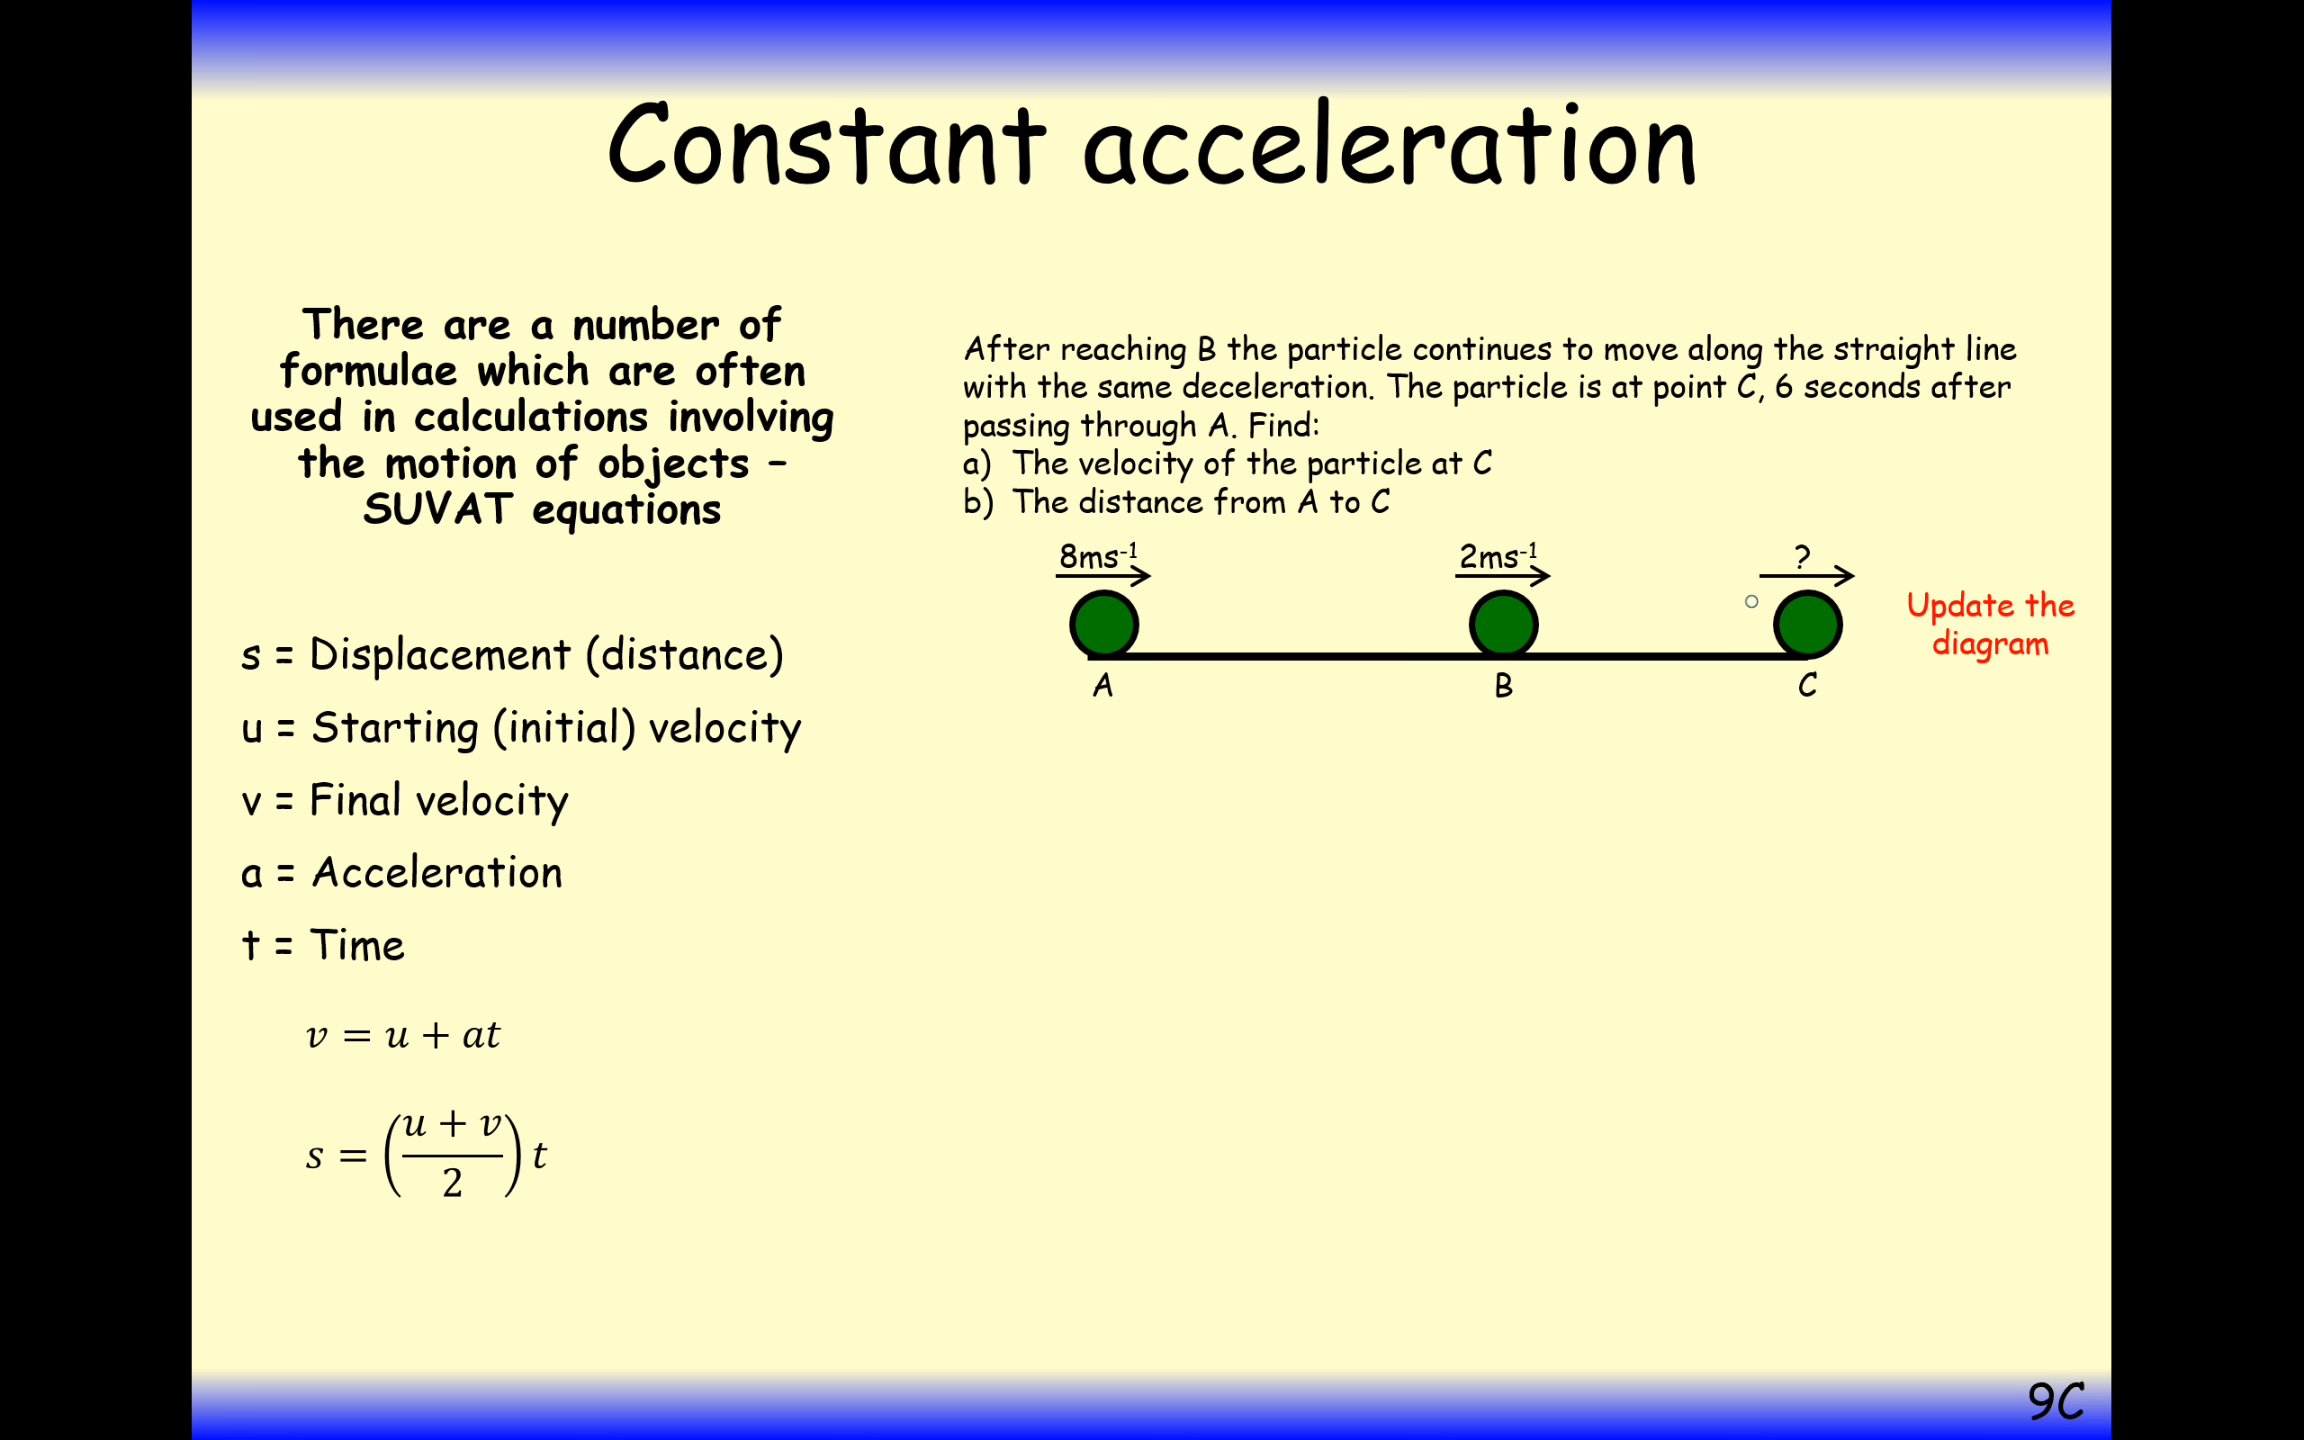 Constant acceleration
There are a number of
formulae which are often
used in calculations involving
the motion of objects –
SUVAT equations
s = Displacement (distance)
u = Starting (initial) velocity
v = Final velocity
a = Acceleration
t = Time
v = u + at
s = (u + v / 2) t
After reaching B the particle continues to move along the straight line
with the same deceleration. The particle is at point C, 6 seconds after
passing through A. Find:
a) The velocity of the particle at C
b) The distance from A to C
8ms⁻¹ 2ms⁻¹ ?
Update the
diagram
A B C
9C